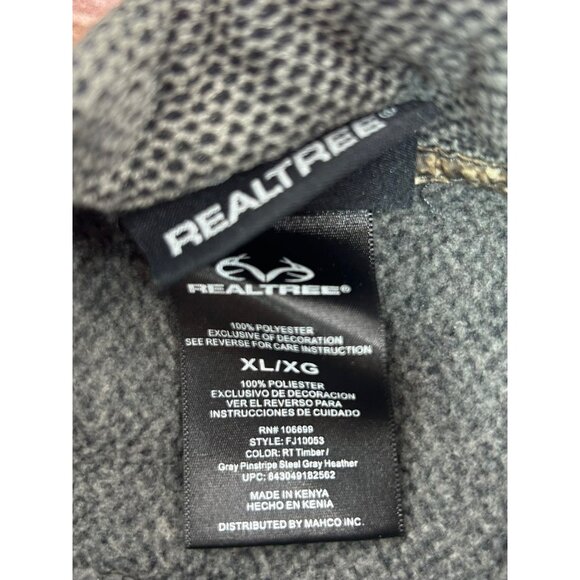 REALTREE®
REALTREE®
100% POLYESTER
EXCLUSIVE OF DECORATION
SEE REVERSE FOR CARE INSTRUCTION
XL/XG
100% POLIESTER
EXCLUSIVO DE DECORACION
VER EL REVERSO PARA
INSTRUCCIONES DE CUIDADO
RN# 106699
STYLE: FJ10053
COLOR: RT Timber /
Gray Pinstripe Steel Gray Heather
UPC: 843049182562
MADE IN KENYA
HECHO EN KENIA
DISTRIBUTED BY MAHCO INC.